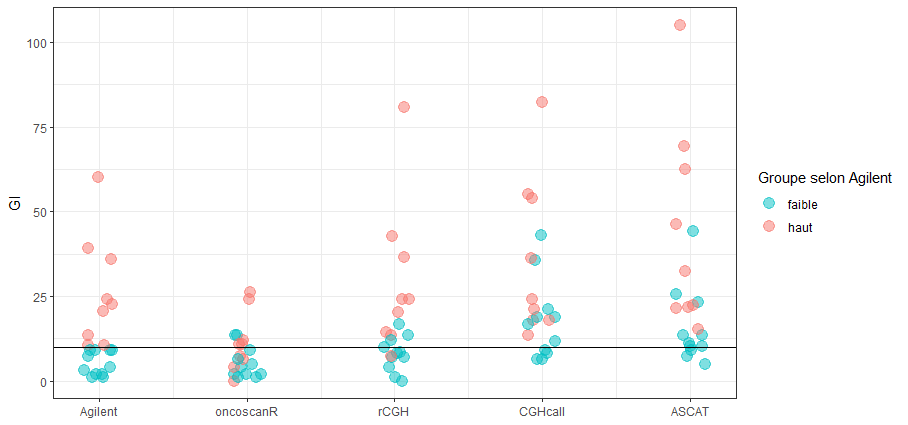 GI
100
75
50
25
0
Agilent
oncoscanR
rCGH
CGHcall
ASCAT
Groupe selon Agilent
faible
haut